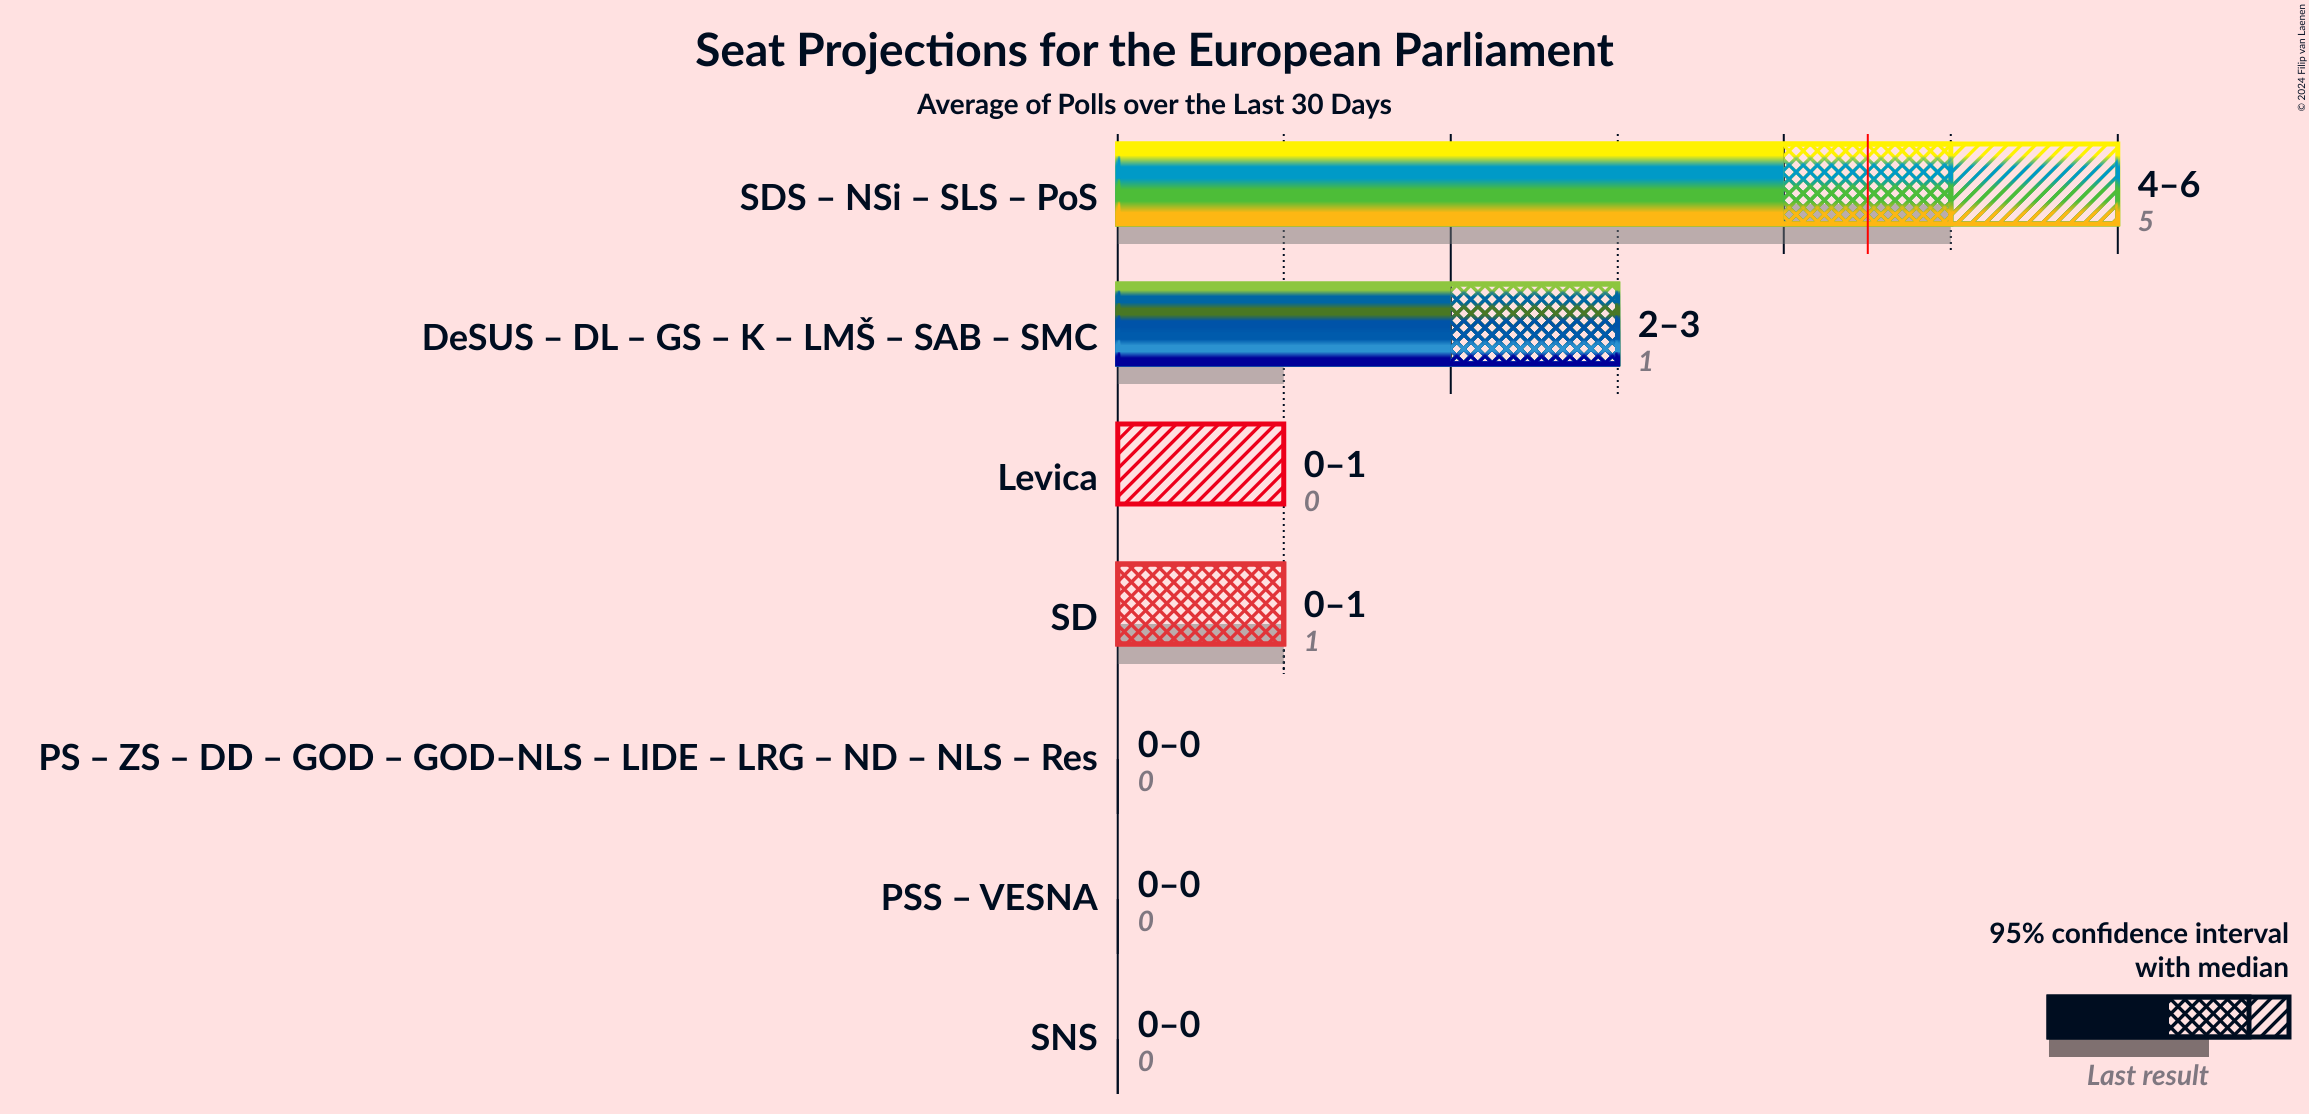 Seat Projections for the European Parliament
Average of Polls over the Last 30 Days
© 2024 Filip van Laenen
SDS – NSi – SLS – PoS
4–6
5
DeSUS – DL – GS – K – LMŠ – SAB – SMC
2–3
1
Levica
0–1
0
SD
0–1
1
PS – ZS – DD – GOD – GOD–NLS – LIDE – LRG – ND – NLS – Res
0–0
0
PSS – VESNA
0–0
0
SNS
0–0
0
95% confidence interval
with median
Last result